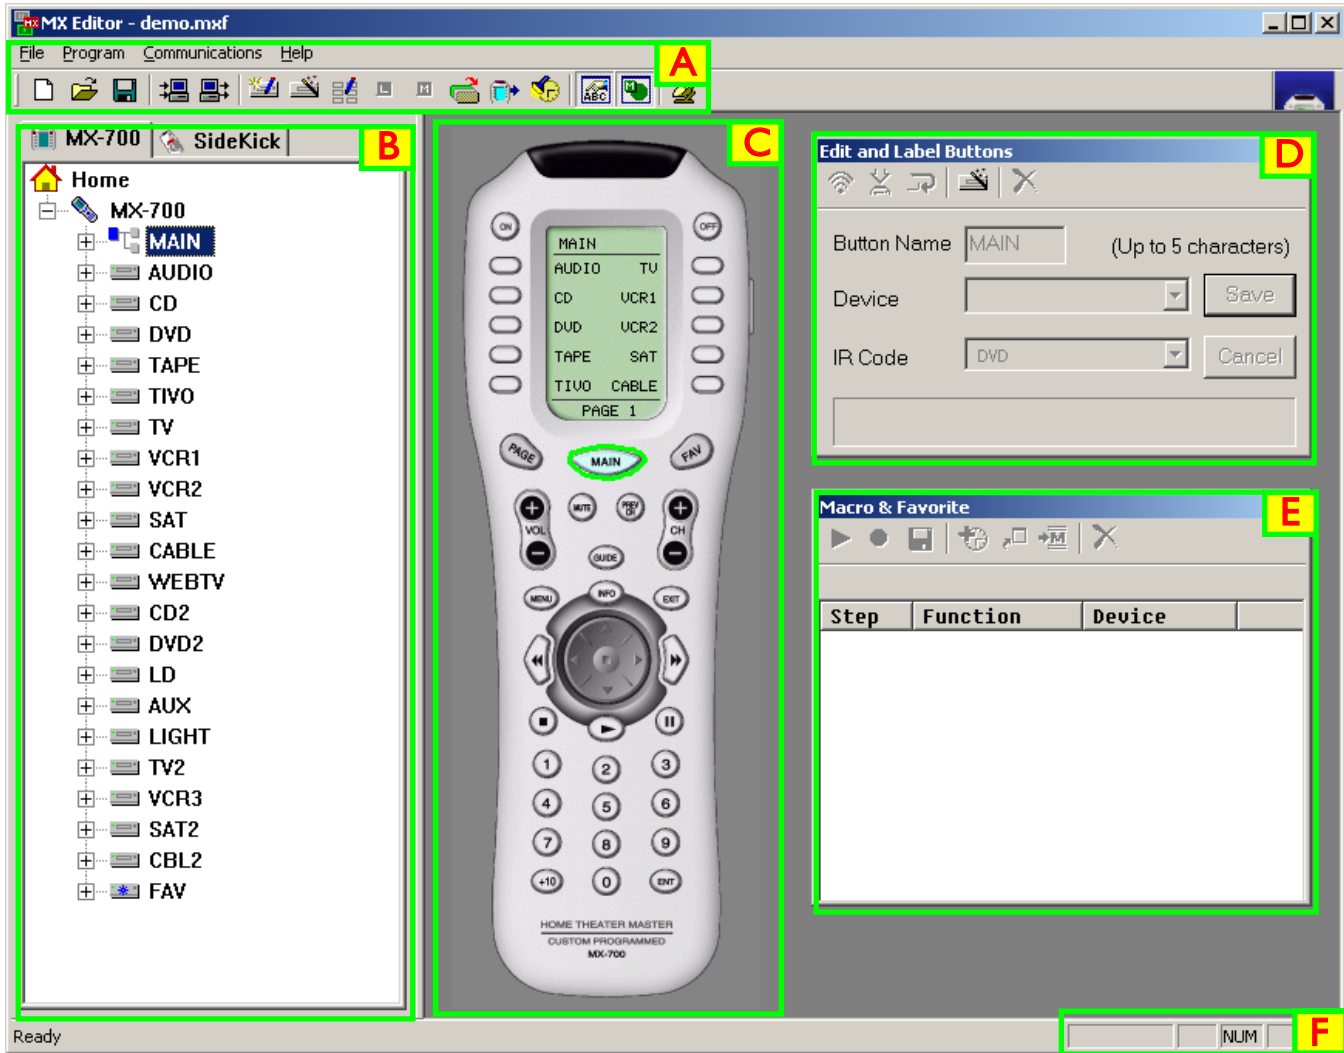 MX Editor - demo.mxf
File Program Communications Help
A
MX-700 SideKick
B
Home
MX-700
MAIN
AUDIO
CD
DVD
TAPE
TIVO
TV
VCR1
VCR2
SAT
CABLE
WEBTV
CD2
DVD2
LD
AUX
LIGHT
TV2
VCR3
SAT2
CBL2
FAV
C
ON OFF
MAIN
AUDIO TV
CD VCR1
DVD VCR2
TAPE SAT
TIVO CABLE
PAGE 1
PAGE MAIN FAV
MUTE PREV CH
VOL CH
GUIDE
MENU INFO EXIT
1 2 3
4 5 6
7 8 9
+10 0 ENT
HOME THEATER MASTER
CUSTOM PROGRAMMED
MX-700
Edit and Label Buttons
D
Button Name MAIN (Up to 5 characters)
Device Save
IR Code DVD Cancel
Macro & Favorite
E
M
Step Function Device
Ready
NUM
F